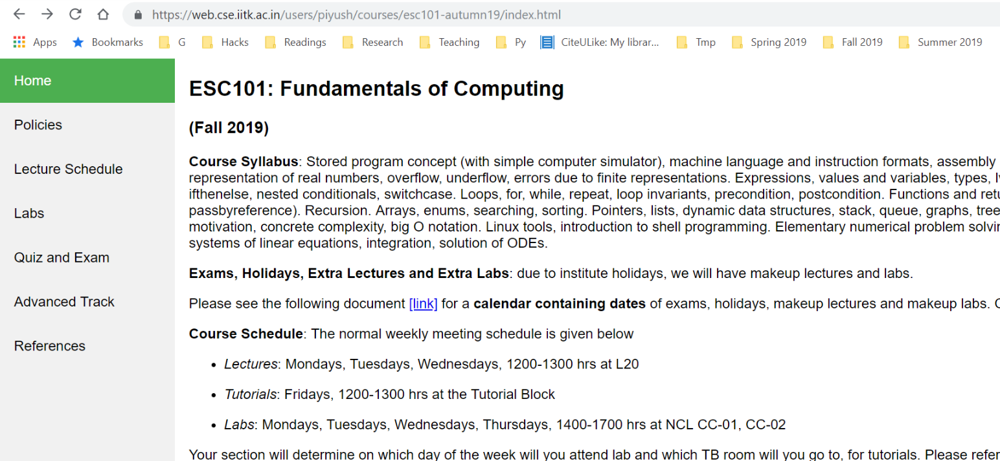 https://web.cse.iitk.ac.in/users/piyush/courses/esc101-autumn19/index.html
Apps Bookmarks G Hacks Readings Research Teaching Py CiteULike: My librar... Tmp Spring 2019 Fall 2019 Summer 2019
Home
Policies
Lecture Schedule
Labs
Quiz and Exam
Advanced Track
References
ESC101: Fundamentals of Computing
(Fall 2019)
Course Syllabus: Stored program concept (with simple computer simulator), machine language and instruction formats, assembly
representation of real numbers, overflow, underflow, errors due to finite representations. Expressions, values and variables, types,
ifthenelse, nested conditionals, switchcase. Loops, for, while, repeat, loop invariants, precondition, postcondition. Functions and
passbyreference). Recursion. Arrays, enums, searching, sorting. Pointers, lists, dynamic data structures, stack, queue, graphs, tree
motivation, concrete complexity, big O notation. Linux tools, introduction to shell programming. Elementary numerical problem
systems of linear equations, integration, solution of ODEs.
Exams, Holidays, Extra Lectures and Extra Labs: due to institute holidays, we will have makeup lectures and labs.
Please see the following document [link] for a calendar containing dates of exams, holidays, makeup lectures and makeup labs.
Course Schedule: The normal weekly meeting schedule is given below
• Lectures: Mondays, Tuesdays, Wednesdays, 1200-1300 hrs at L20
• Tutorials: Fridays, 1200-1300 hrs at the Tutorial Block
• Labs: Mondays, Tuesdays, Wednesdays, Thursdays, 1400-1700 hrs at NCL CC-01, CC-02
Your section will determine on which day of the week will you attend lab and which TB room will you go to, for tutorials. Please refer